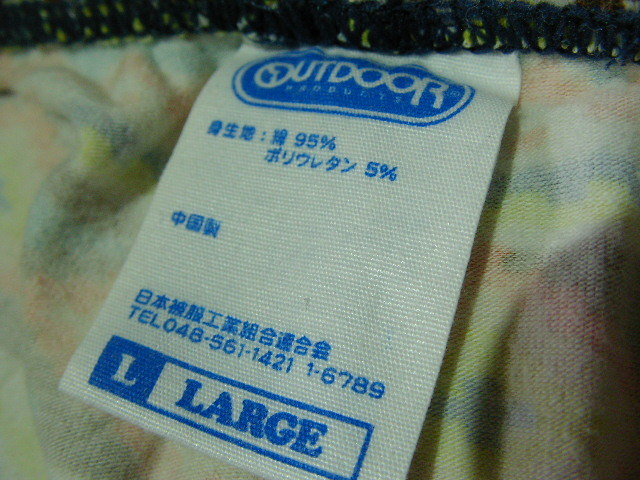 OUTDOOR
PRODUCTS
身生地：綿 95%
ポリウレタン 5%
中国製
日本被服工業組合連合会
TEL048-561-1421 1-6789
L LARGE